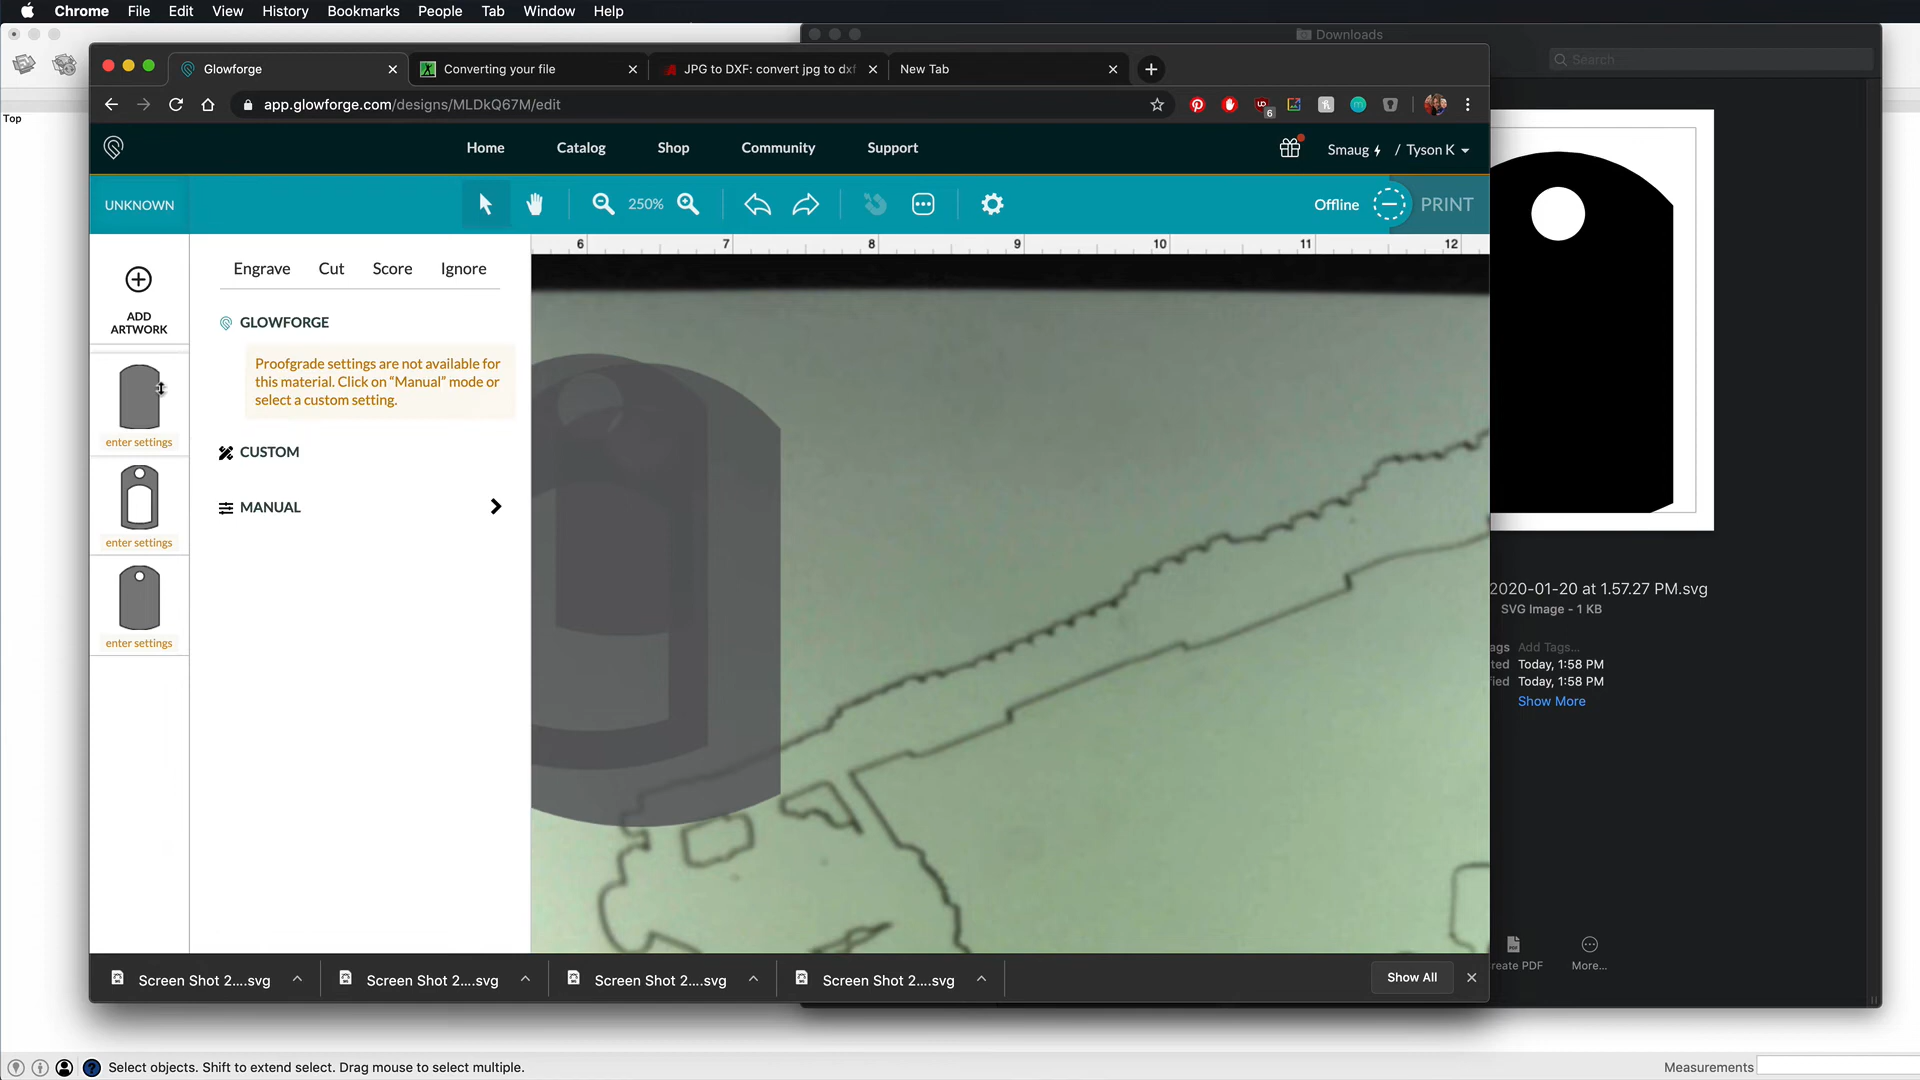 Chrome File Edit View History Bookmarks People Tab Window Help
Downloads
Search
Glowforge
Converting your file
JPG to DXF: convert jpg to dxf
New Tab
app.glowforge.com/designs/MLDkQ67M/edit
6
Top
Home Catalog Shop Community Support
Smaug / Tyson K
UNKNOWN
250%
Offline
PRINT
6 7 8 9 10 11 12
Engrave Cut Score Ignore
ADD
ARTWORK
GLOWFORGE
Proofgrade settings are not available for
this material. Click on “Manual” mode or
select a custom setting.
enter settings
CUSTOM
MANUAL
enter settings
enter settings
2020-01-20 at 1.57.27 PM.svg
SVG Image - 1 KB
ags Add Tags...
ted Today, 1:58 PM
ied Today, 1:58 PM
Show More
reate PDF
More...
Screen Shot 2....svg
Screen Shot 2....svg
Screen Shot 2....svg
Screen Shot 2....svg
Show All
Select objects. Shift to extend select. Drag mouse to select multiple.
Measurements